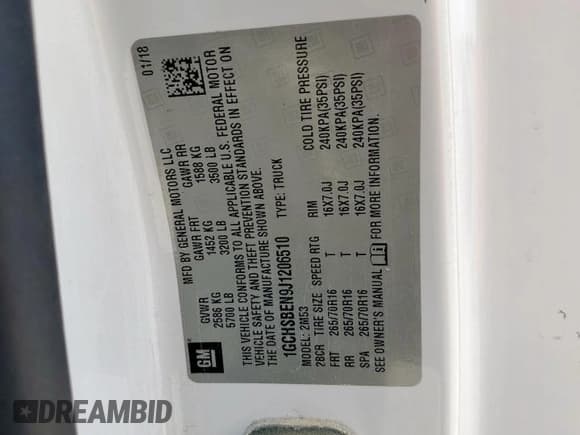 01/18
MFD BY GENERAL MOTORS LLC
GVWR GAWR FRT GAWR RR
2586 KG 1452 KG 1588 KG
5700 LB 3200 LB 3500 LB
THIS VEHICLE CONFORMS TO ALL APPLICABLE U.S. FEDERAL MOTOR
VEHICLE SAFETY AND THEFT PREVENTION STANDARDS IN EFFECT ON
THE DATE OF MANUFACTURE SHOWN ABOVE.
1GCHSBEN9J1206510 TYPE: TRUCK
MODEL: 2M53
28CR TIRE SIZE SPEED RTG RIM COLD TIRE PRESSURE
FRT 265/70R16 T 16X7.0J 240KPA(35PSI)
RR 265/70R16 T 16X7.0J 240KPA(35PSI)
SPA 265/70R16 T 16X7.0J 240KPA(35PSI)
SEE OWNER'S MANUAL FOR MORE INFORMATION.
GM
DREAMBID